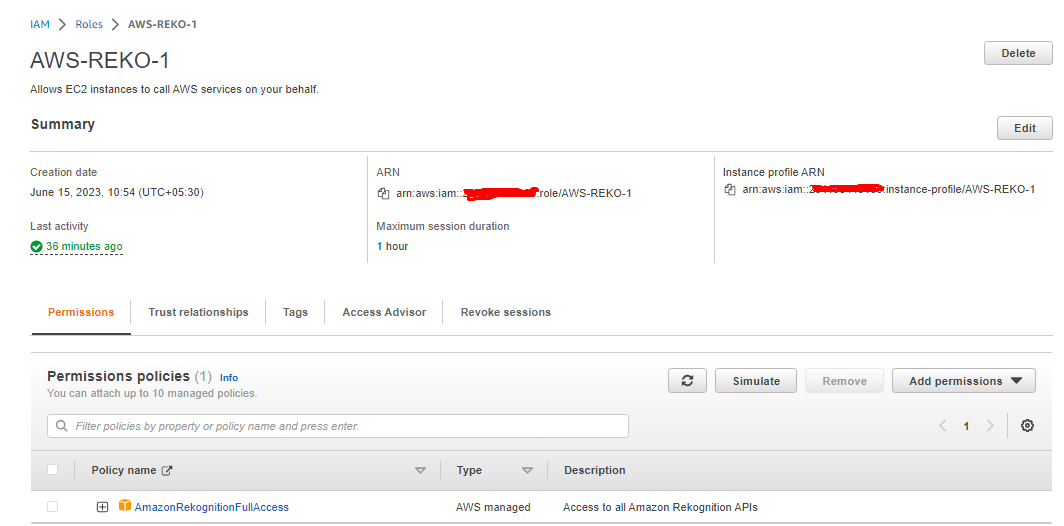 IAM > Roles > AWS-REKO-1
AWS-REKO-1
Delete
Allows EC2 instances to call AWS services on your behalf.
Summary
Edit
Creation date
June 15, 2023, 10:54 (UTC+05:30)
ARN
arn:aws:iam::2 :role/AWS-REKO-1
Instance profile ARN
arn:aws:iam:: :instance-profile/AWS-REKO-1
Last activity
36 minutes ago
Maximum session duration
1 hour
Permissions
Trust relationships
Tags
Access Advisor
Revoke sessions
Permissions policies (1) Info
You can attach up to 10 managed policies.
Simulate
Remove
Add permissions
Filter policies by property or policy name and press enter.
< 1 >
Policy name
Type
Description
AmazonRekognitionFullAccess
AWS managed
Access to all Amazon Rekognition APIs